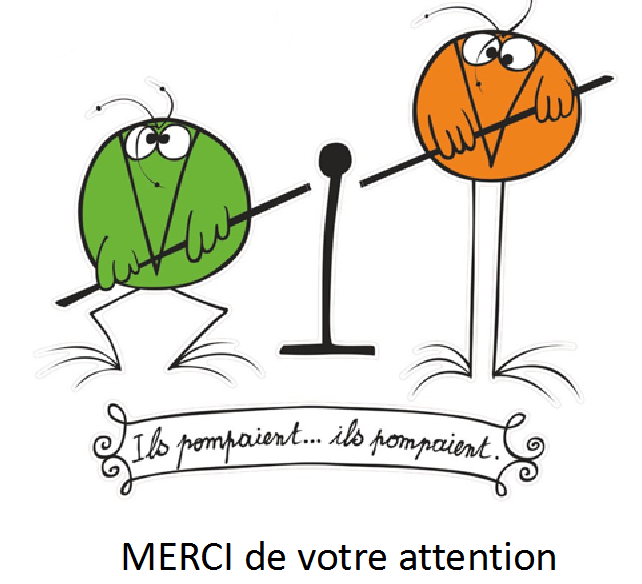 Ils pompaient... ils pompaient.
MERCI de votre attention